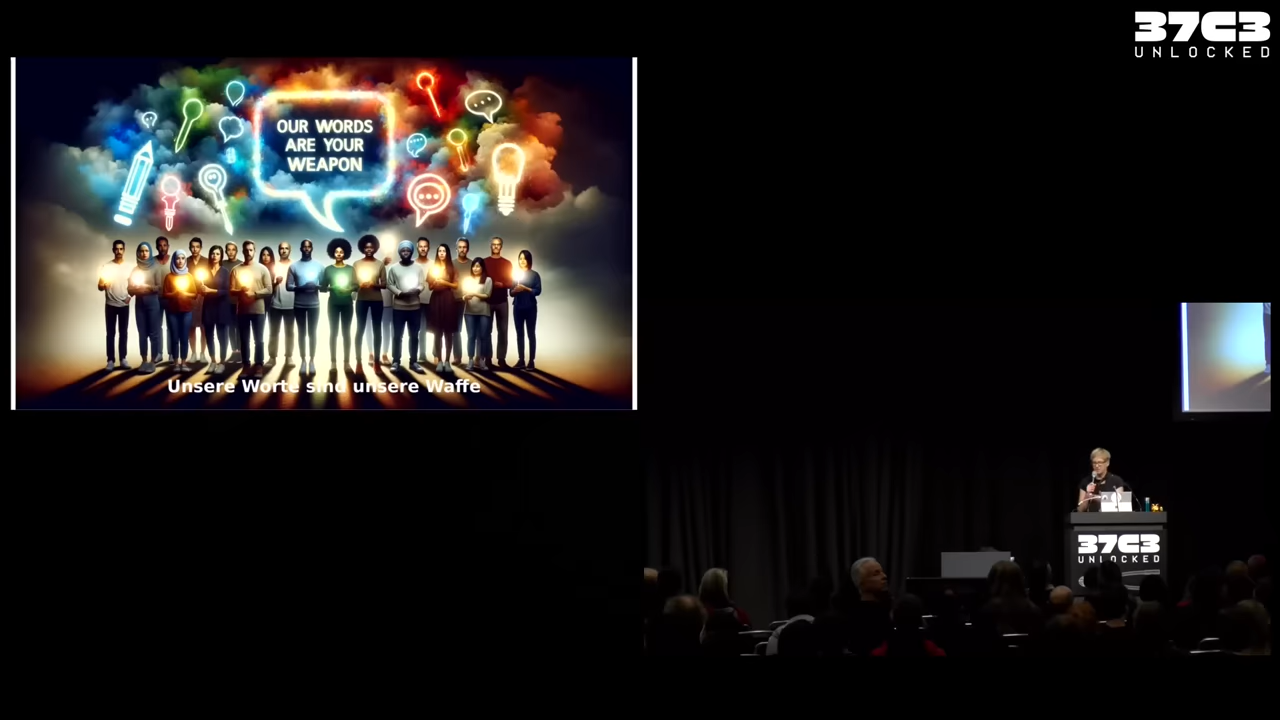 37C3
UNLOCKED
OUR WORDS
ARE YOUR
WEAPON
Unsere Worte sind unsere Waffe
37C3
UNLOCKED